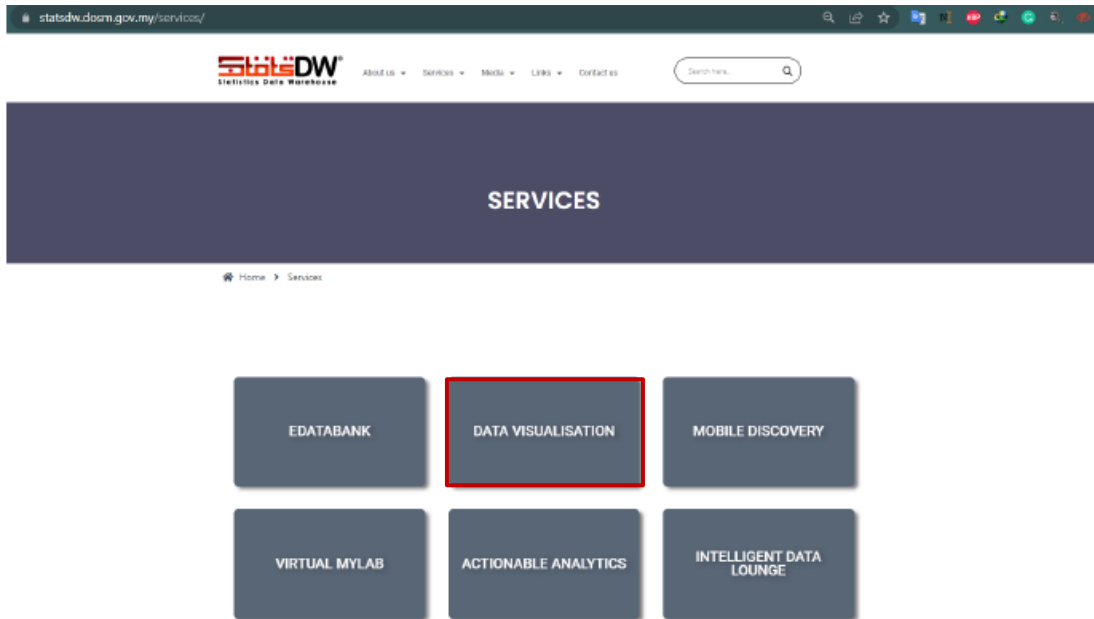 statsdw.dosm.gov.my/services/
StatsDW
Statistics Data Warehouse
About us Services Media Links Contact us
Search here..
SERVICES
Home > Services
EDATABANK
DATA VISUALISATION
MOBILE DISCOVERY
VIRTUAL MYLAB
ACTIONABLE ANALYTICS
INTELLIGENT DATA
LOUNGE